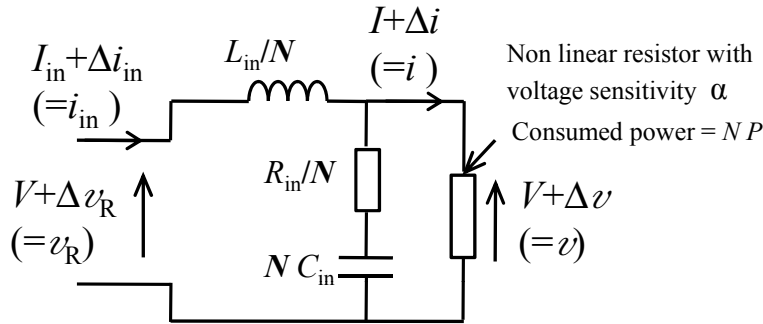 I+Δi
(=i)
I_in+Δi_in
(=i_in)
L_in/N
Non linear resistor with
voltage sensitivity α
Consumed power = N P
R_in/N
V+Δv_R
(=v_R)
V+Δv
(=v)
N C_in